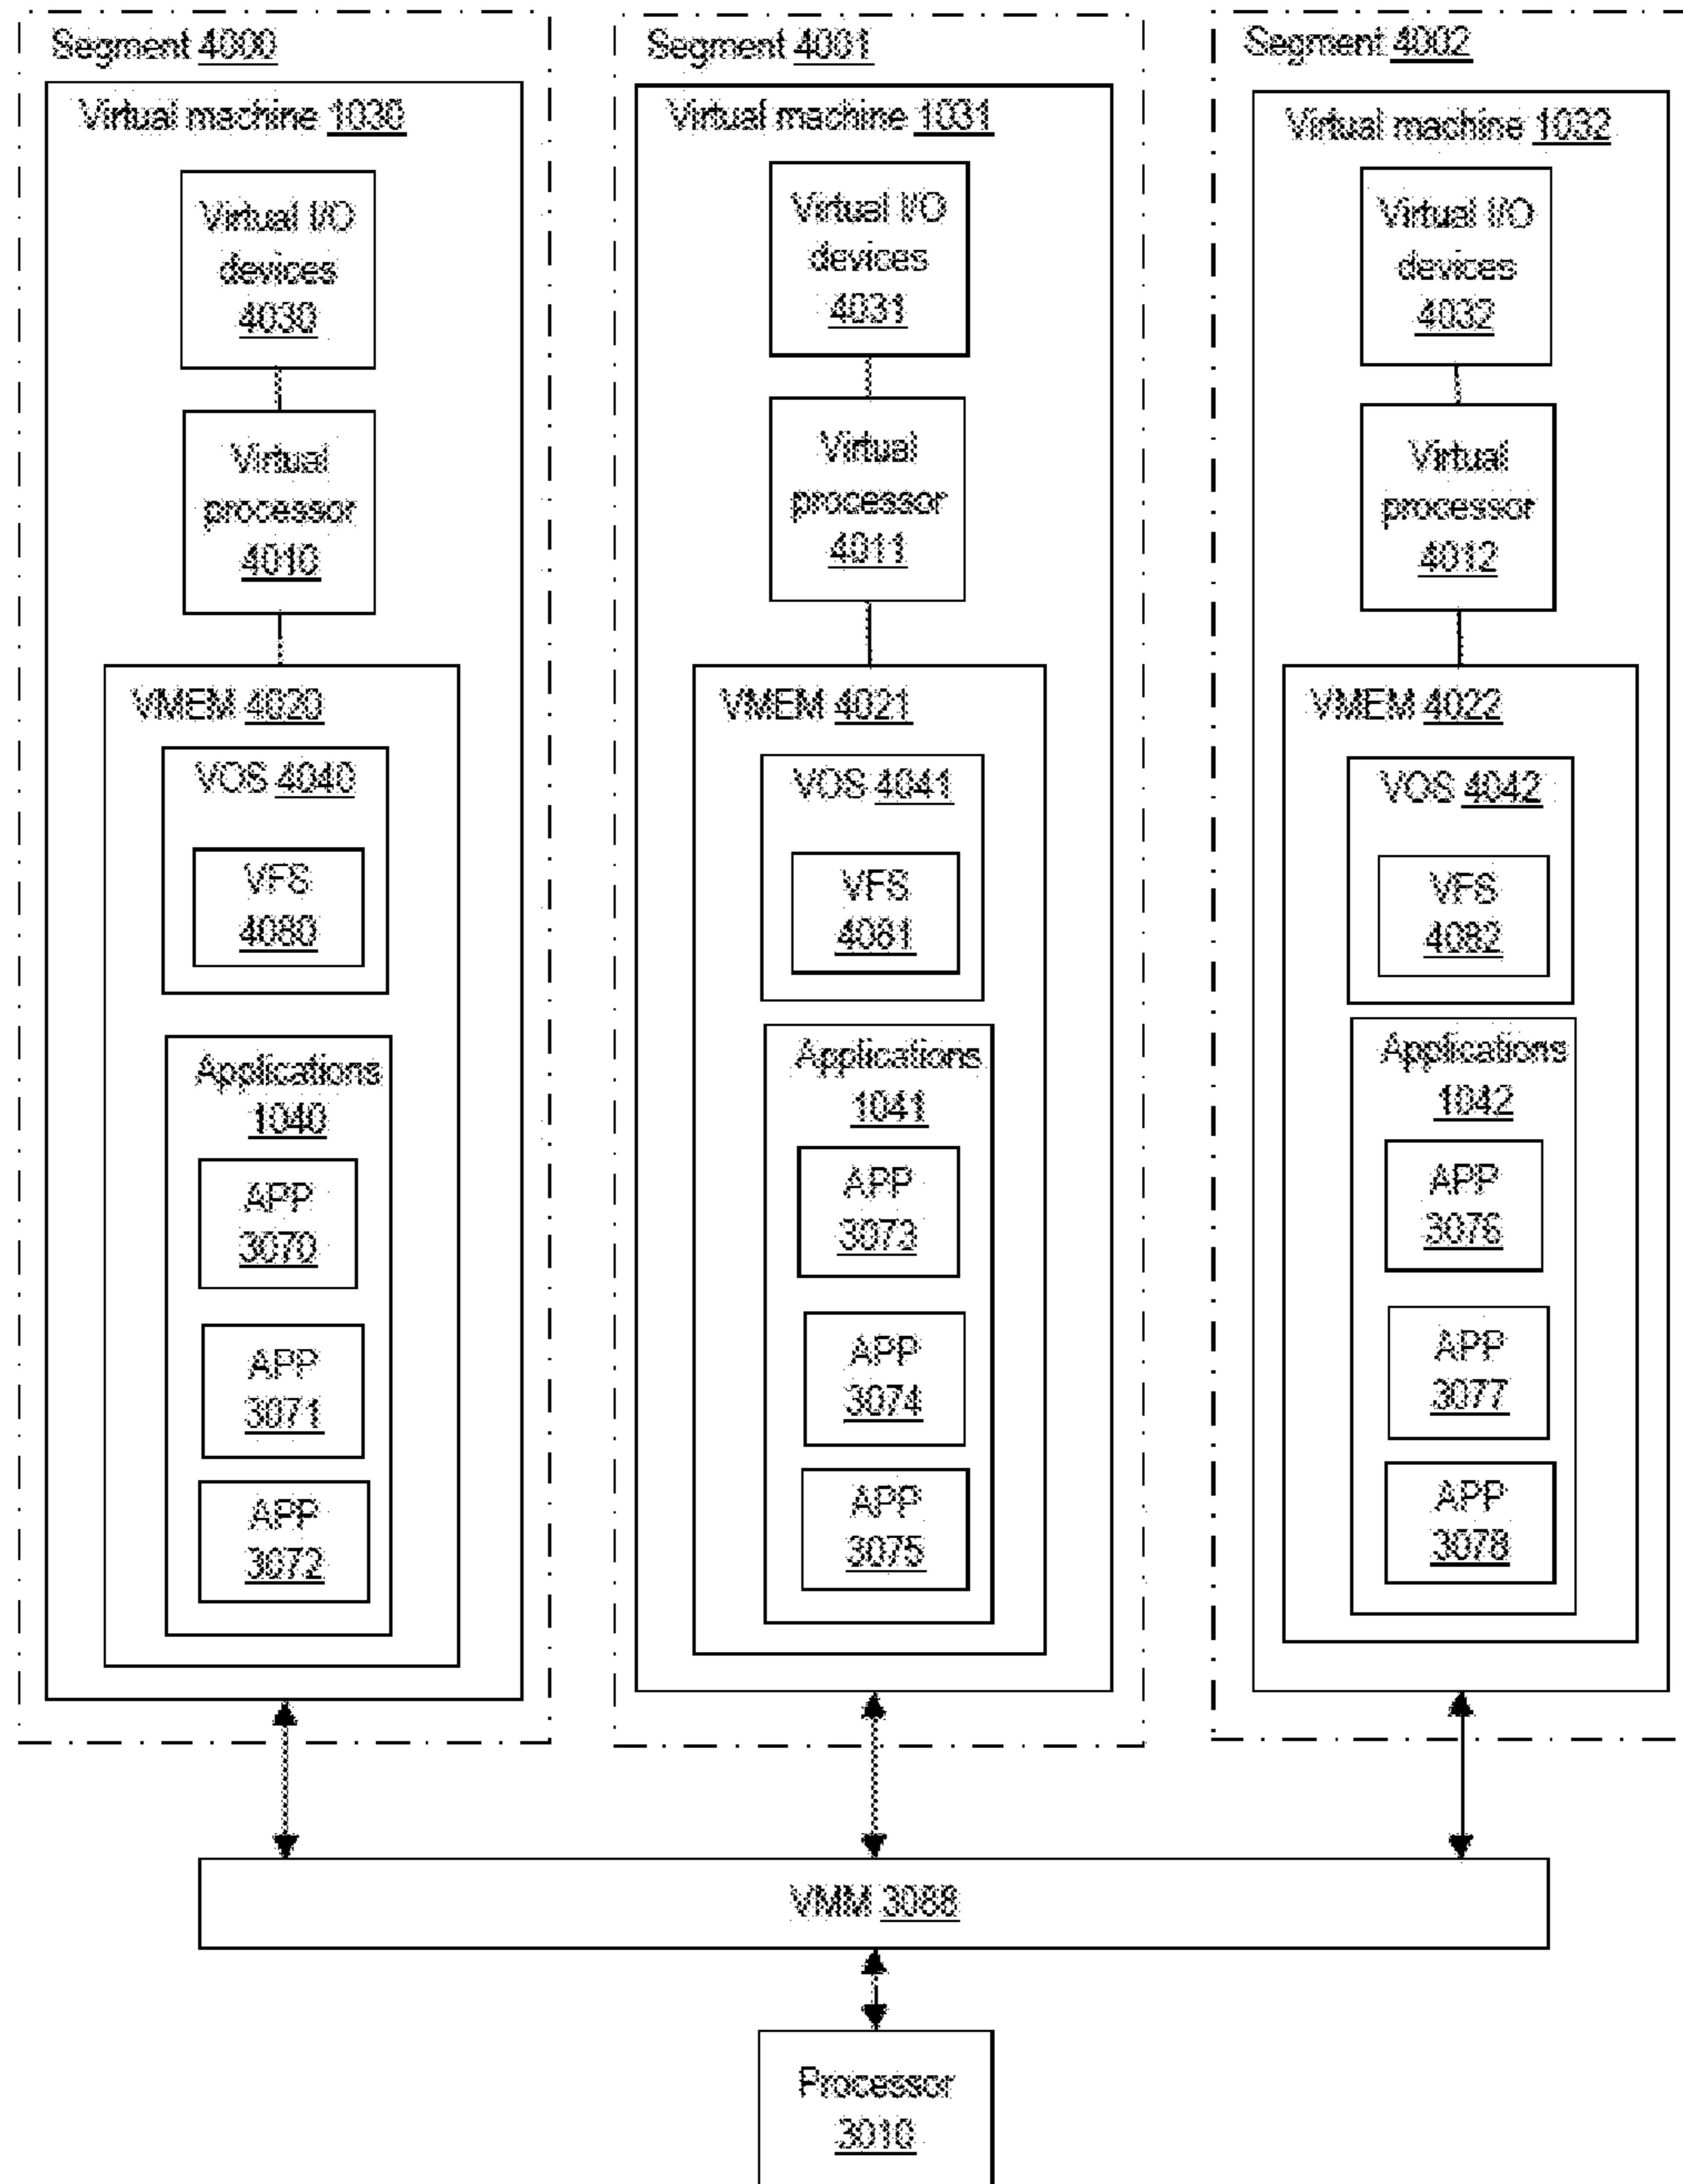 Segment 4000
Virtual machine 1030
Virtual I/O
devices
4030
Virtual
processor
4010
VMEM 4020
VOS 4040
VFS
4080
Applications
1040
APP
3070
APP
3071
APP
3072
Segment 4001
Virtual machine 1031
Virtual I/O
devices
4031
Virtual
processor
4011
VMEM 4021
VOS 4041
VFS
4081
Applications
1041
APP
3073
APP
3074
APP
3075
Segment 4002
Virtual machine 1032
Virtual I/O
devices
4032
Virtual
processor
4012
VMEM 4022
VOS 4042
VFS
4082
Applications
1042
APP
3076
APP
3077
APP
3078
VMM 3088
Processor
3010